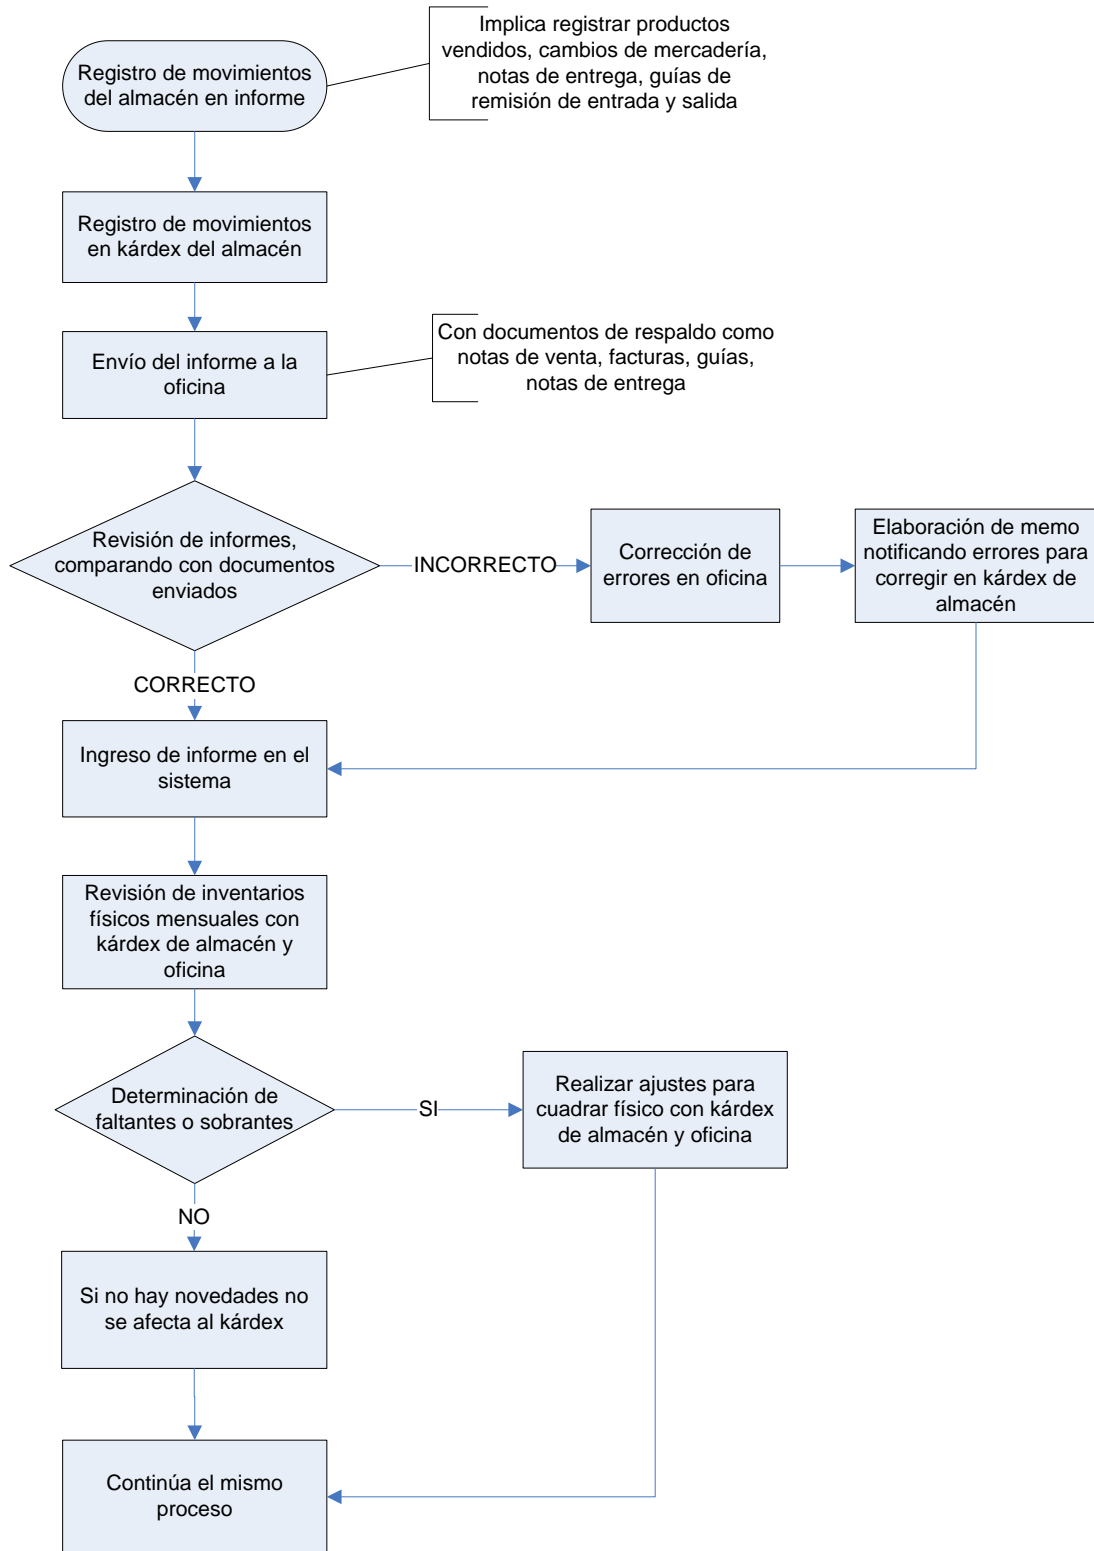 Implica registrar productos
vendidos, cambios de mercadería,
notas de entrega, guías de
remisión de entrada y salida
Registro de movimientos
del almacén en informe
Registro de movimientos
en kárdex del almacén
Con documentos de respaldo como
notas de venta, facturas, guías,
notas de entrega
Envío del informe a la
oficina
Revisión de informes,
comparando con documentos
enviados
INCORRECTO
Corrección de
errores en oficina
Elaboración de memo
notificando errores para
corregir en kárdex de
almacén
CORRECTO
Ingreso de informe en el
sistema
Revisión de inventarios
físicos mensuales con
kárdex de almacén y
oficina
Determinación de
faltantes o sobrantes
SI
Realizar ajustes para
cuadrar físico con kárdex
de almacén y oficina
NO
Si no hay novedades no
se afecta al kárdex
Continúa el mismo
proceso